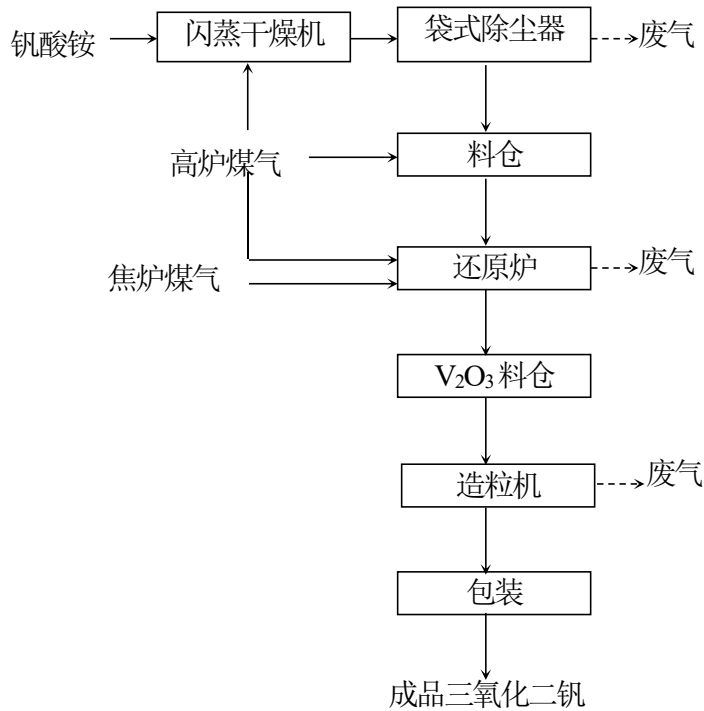 钒酸铵
闪蒸干燥机
袋式除尘器
废气
高炉煤气
料仓
焦炉煤气
还原炉
废气
V₂O₃料仓
造粒机
废气
包装
成品三氧化二钒